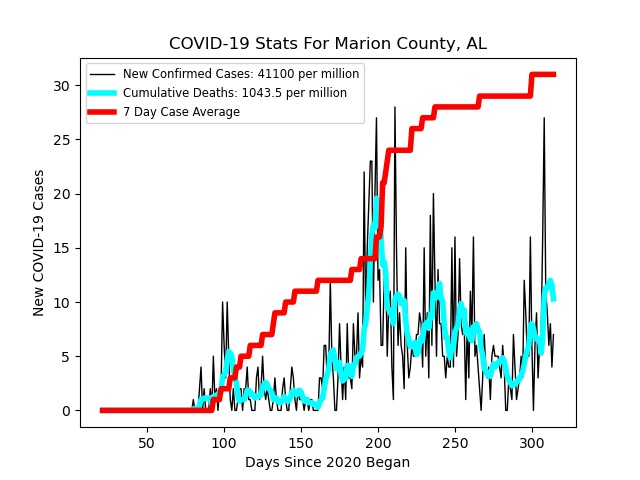 COVID-19 Stats For Marion County, AL
New Confirmed Cases: 41100 per million
Cumulative Deaths: 1043.5 per million
7 Day Case Average
30
25
20
15
10
5
0
New COVID-19 Cases
50 100 150 200 250 300
Days Since 2020 Began